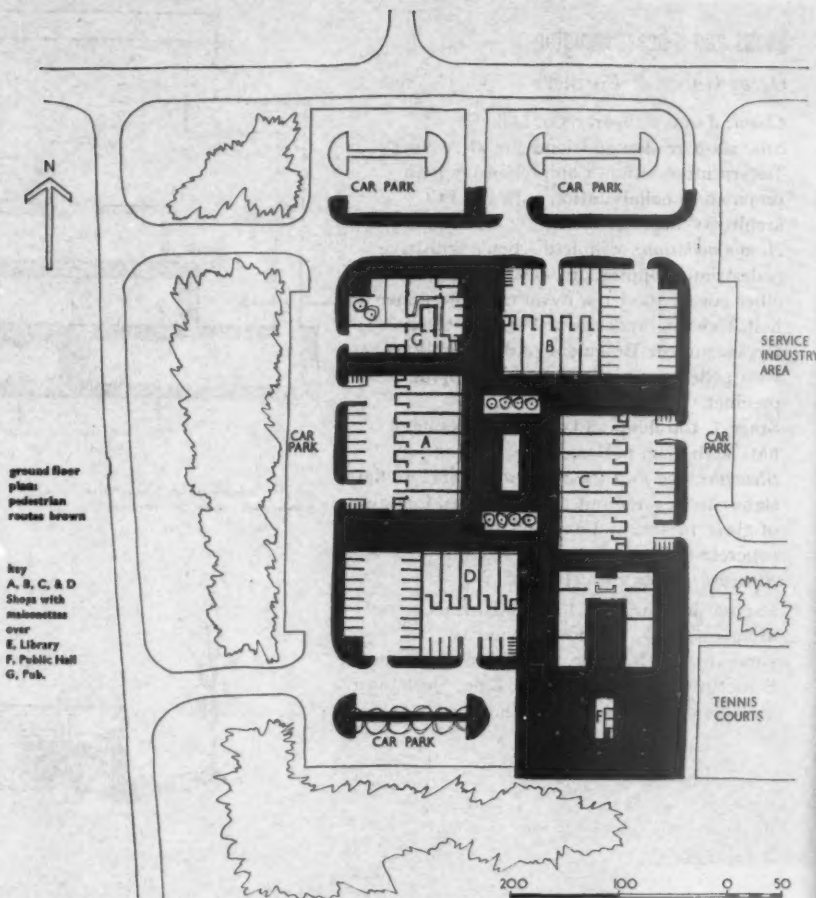 CAR PARK
CAR PARK
N
G
B
SERVICE
INDUSTRY
AREA
CAR
PARK
A
C
CAR
PARK
ground floor
plan:
pedestrian
routes brown
key
A, B, C, & D
Shops with
maisonettes
over
E, Library
F, Public Hall
G, Pub.
D
F
TENNIS
COURTS
CAR PARK
200
100
0
50